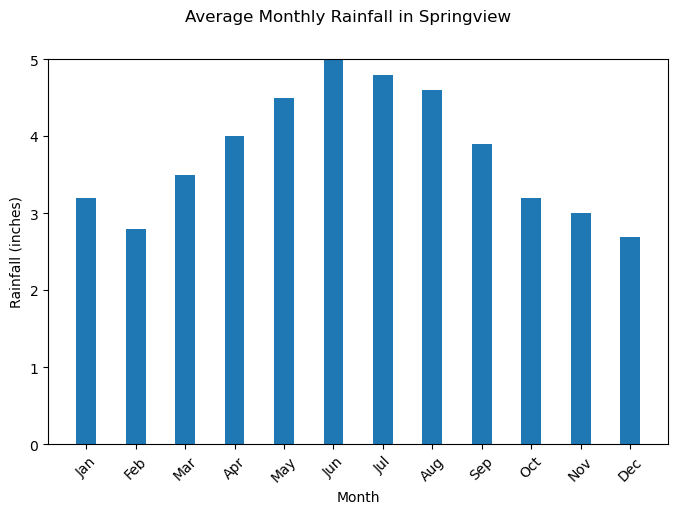 Average Monthly Rainfall in Springview
5
4
3
2
1
0
Rainfall (inches)
Jan Feb Mar Apr May Jun Jul Aug Sep Oct Nov Dec
Month